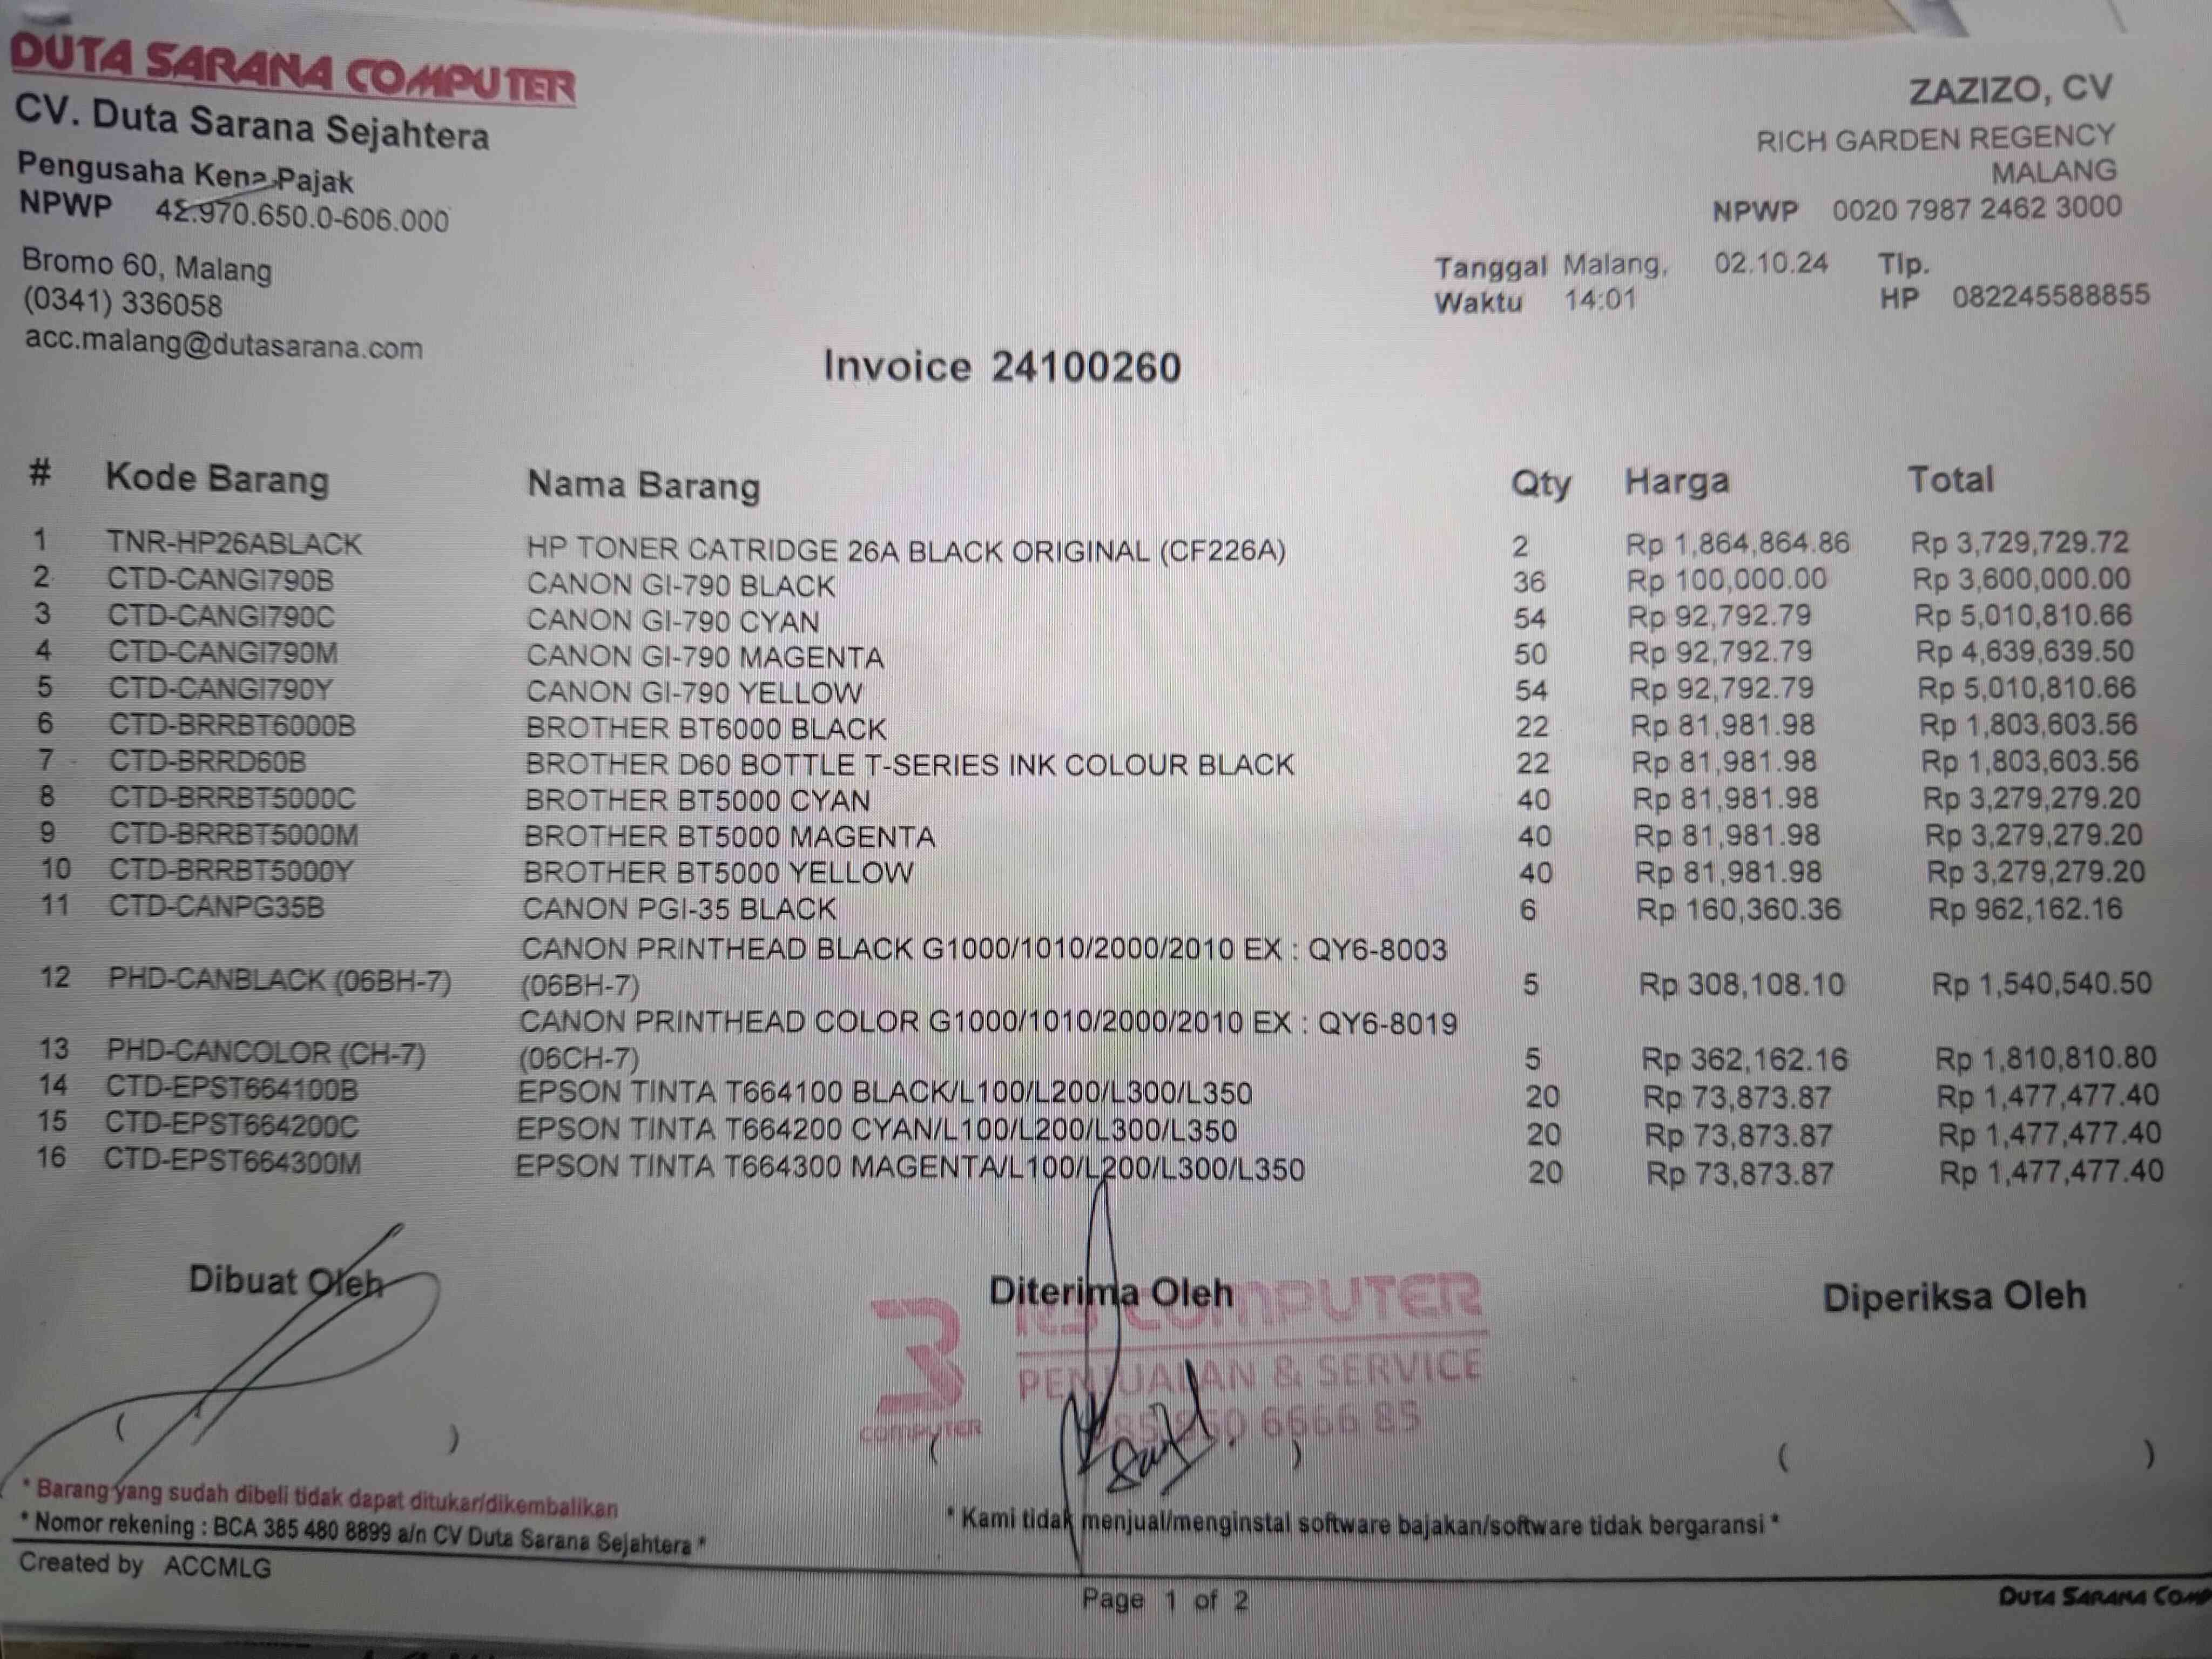 DUTA SARANA COMPUTER
CV. Duta Sarana Sejahtera
Pengusaha Kena Pajak
NPWP 42.970.650.0-606.000
Bromo 60, Malang
(0341) 336058
acc.malang@dutasarana.com
ZAZIZO, CV
RICH GARDEN REGENCY
MALANG
NPWP 0020 7987 2462 3000
Tanggal Malang, 02.10.24 Tlp.
Waktu 14:01 HP 082245588855
Invoice 24100260
# Kode Barang Nama Barang Qty Harga Total
1 TNR-HP26ABLACK HP TONER CATRIDGE 26A BLACK ORIGINAL (CF226A) 2 Rp 1,864,864.86 Rp 3,729,729.72
2 CTD-CANGI790B CANON GI-790 BLACK 36 Rp 100,000.00 Rp 3,600,000.00
3 CTD-CANGI790C CANON GI-790 CYAN 54 Rp 92,792.79 Rp 5,010,810.66
4 CTD-CANGI790M CANON GI-790 MAGENTA 50 Rp 92,792.79 Rp 4,639,639.50
5 CTD-CANGI790Y CANON GI-790 YELLOW 54 Rp 92,792.79 Rp 5,010,810.66
6 CTD-BRRBT6000B BROTHER BT6000 BLACK 22 Rp 81,981.98 Rp 1,803,603.56
7 CTD-BRRD60B BROTHER D60 BOTTLE T-SERIES INK COLOUR BLACK 22 Rp 81,981.98 Rp 1,803,603.56
8 CTD-BRRBT5000C BROTHER BT5000 CYAN 40 Rp 81,981.98 Rp 3,279,279.20
9 CTD-BRRBT5000M BROTHER BT5000 MAGENTA 40 Rp 81,981.98 Rp 3,279,279.20
10 CTD-BRRBT5000Y BROTHER BT5000 YELLOW 40 Rp 81,981.98 Rp 3,279,279.20
11 CTD-CANPG35B CANON PGI-35 BLACK 6 Rp 160,360.36 Rp 962,162.16
CANON PRINTHEAD BLACK G1000/1010/2000/2010 EX : QY6-8003
12 PHD-CANBLACK (06BH-7) (06BH-7) 5 Rp 308,108.10 Rp 1,540,540.50
CANON PRINTHEAD COLOR G1000/1010/2000/2010 EX : QY6-8019
13 PHD-CANCOLOR (CH-7) (06CH-7) 5 Rp 362,162.16 Rp 1,810,810.80
14 CTD-EPST664100B EPSON TINTA T664100 BLACK/L100/L200/L300/L350 20 Rp 73,873.87 Rp 1,477,477.40
15 CTD-EPST664200C EPSON TINTA T664200 CYAN/L100/L200/L300/L350 20 Rp 73,873.87 Rp 1,477,477.40
16 CTD-EPST664300M EPSON TINTA T664300 MAGENTA/L100/L200/L300/L350 20 Rp 73,873.87 Rp 1,477,477.40
Dibuat Oleh Diterima Oleh Diperiksa Oleh
COMPUTER
PENJUALAN & SERVICE
6666 85
COMPUTER
( ) ( ) ( )
* Barang yang sudah dibeli tidak dapat ditukar/dikembalikan
* Nomor rekening : BCA 385 480 8899 a/n CV Duta Sarana Sejahtera *
* Kami tidak menjual/menginstal software bajakan/software tidak bergaransi *
Created by ACCMLG
Page 1 of 2
DUTA SARANA COMP